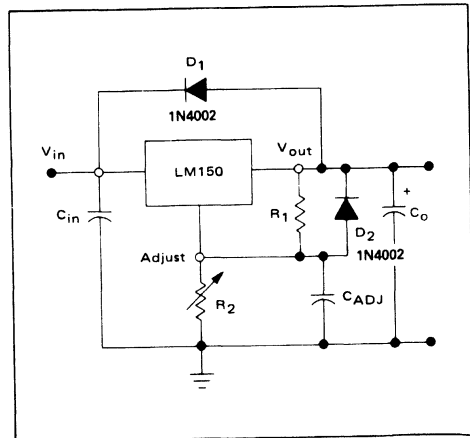 D1
1N4002
Vin
Vout
LM150
Cin
R1
D2
+
Co
1N4002
Adjust
R2
CADJ